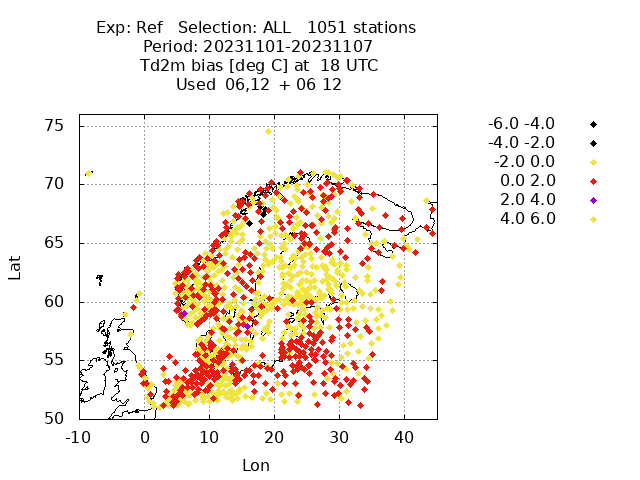 Exp: Ref   Selection: ALL   1051 stations
Period: 20231101-20231107
Td2m bias [deg C] at  18 UTC
Used  06,12  + 06 12
-6.0 -4.0
-4.0 -2.0
-2.0 0.0
0.0 2.0
2.0 4.0
4.0 6.0
75
70
65
60
55
50
Lat
-10 0 10 20 30 40
Lon